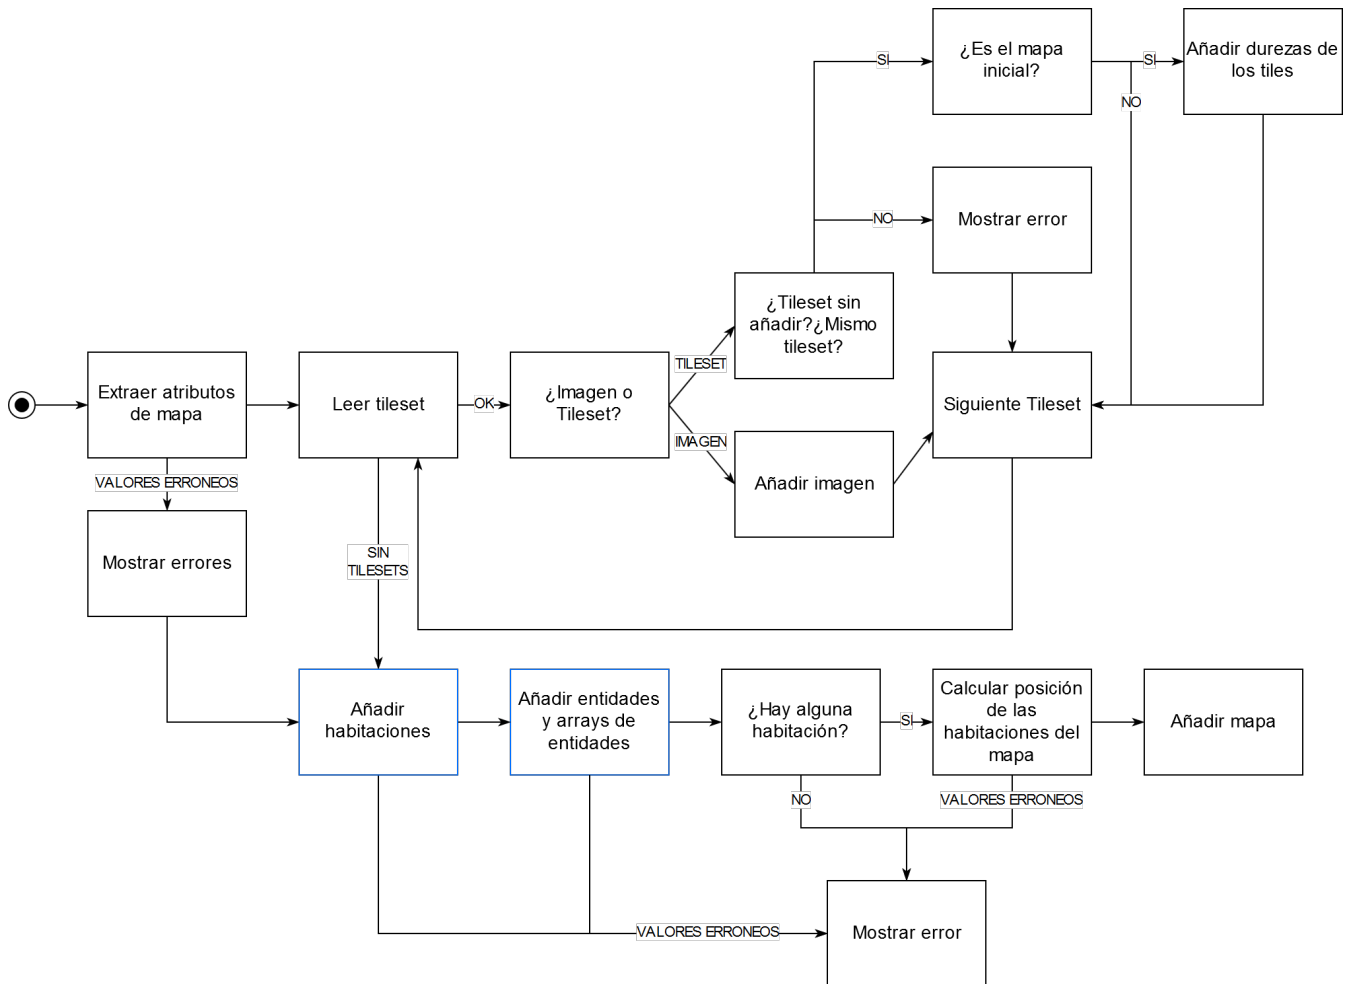 ¿Es el mapa
inicial?
SI
SI
Añadir durezas de
los tiles
NO
NO
Mostrar error
¿Tileset sin
añadir?¿Mismo
tileset?
TILESET
Extraer atributos
de mapa
Leer tileset
OK
¿Imagen o
Tileset?
Siguiente Tileset
IMAGEN
Añadir imagen
VALORES ERRONEOS
Mostrar errores
SIN
TILESETS
Añadir
habitaciones
Añadir entidades
y arrays de
entidades
¿Hay alguna
habitación?
SI
Calcular posición
de las
habitaciones del
mapa
Añadir mapa
NO
VALORES ERRONEOS
VALORES ERRONEOS
Mostrar error